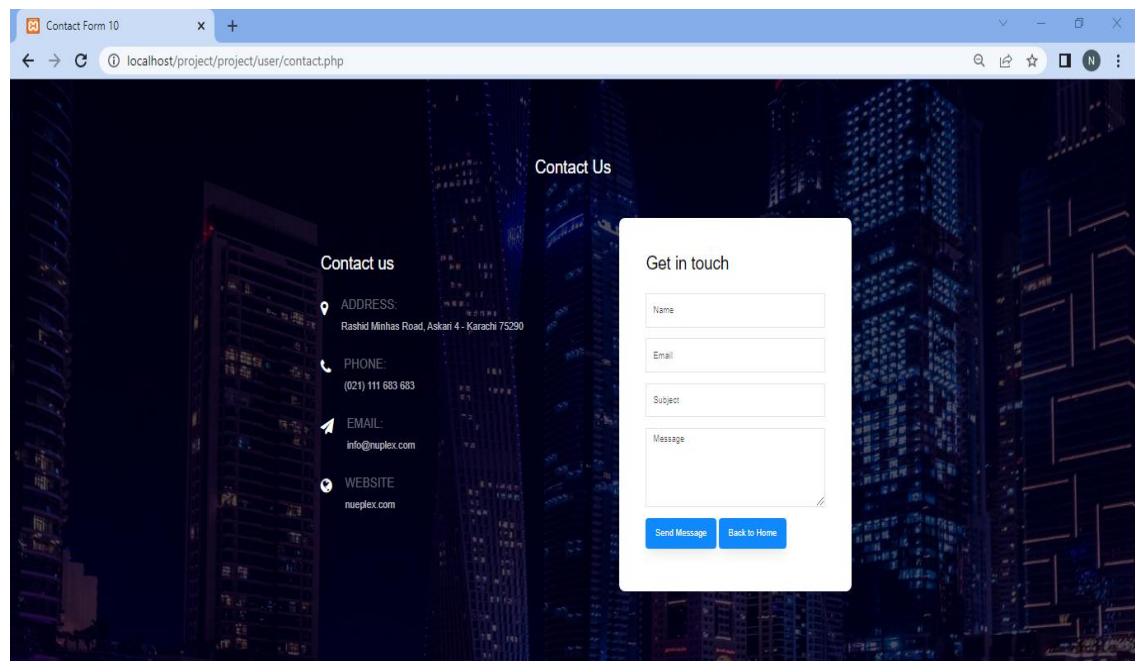 Contact Form 10
localhost/project/project/user/contact.php
N
Contact Us
Contact us
ADDRESS:
Rashid Minhas Road, Askari 4 - Karachi 75290
PHONE:
(021) 111 683 683
EMAIL:
info@nuplex.com
WEBSITE
nueplex.com
Get in touch
Name
Email
Subject
Message
Send Message Back to Home